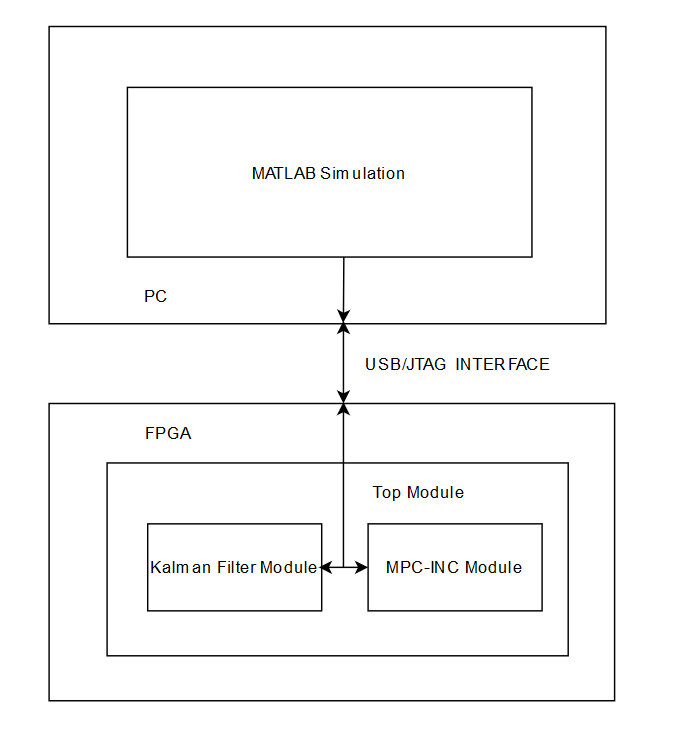 MATLAB Simulation
PC
USB/JTAG INTERFACE
FPGA
Top Module
Kalman Filter Module
MPC-INC Module